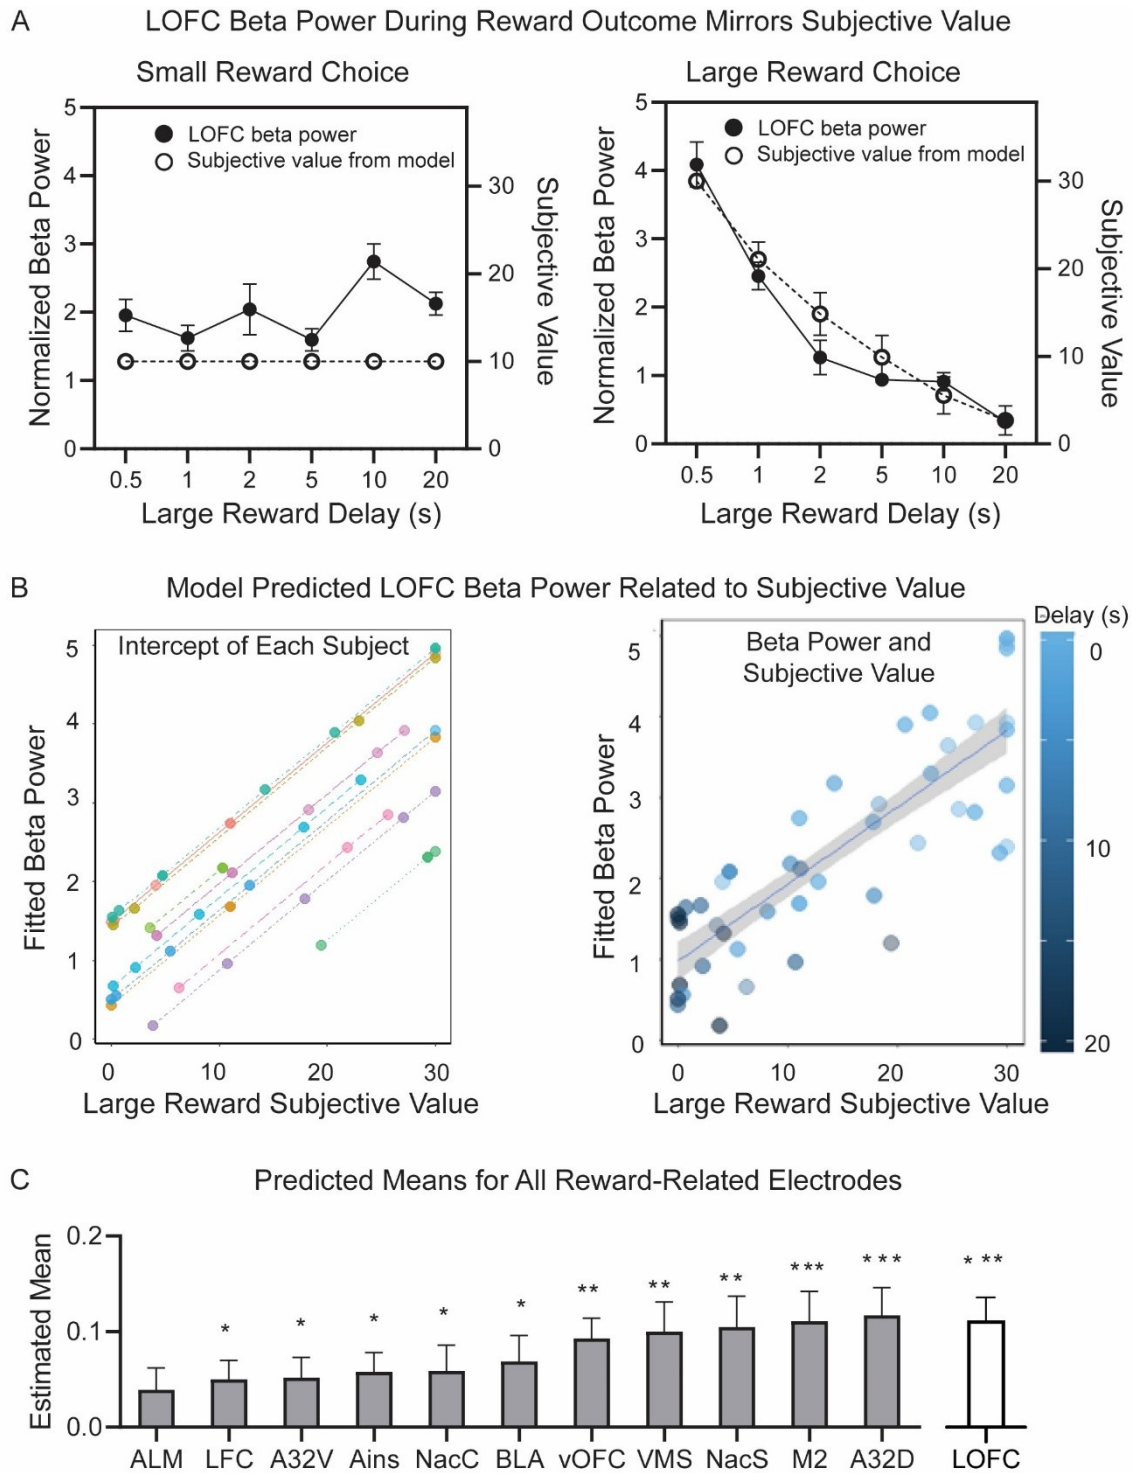 A LOFC Beta Power During Reward Outcome Mirrors Subjective Value
Small Reward Choice
5
4
3
2
1
0
Normalized Beta Power
LOFC beta power
Subjective value from model
30
20
10
0
Subjective Value
0.5 1 2 5 10 20
Large Reward Delay (s)
Large Reward Choice
5
4
3
2
1
0
Normalized Beta Power
LOFC beta power
Subjective value from model
30
20
10
0
Subjective Value
0.5 1 2 5 10 20
Large Reward Delay (s)
B Model Predicted LOFC Beta Power Related to Subjective Value
Intercept of Each Subject
5
4
3
2
1
0
Fitted Beta Power
0 10 20 30
Large Reward Subjective Value
Beta Power and
Subjective Value
5
4
3
2
1
0
Fitted Beta Power
0 10 20 30
Large Reward Subjective Value
Delay (s)
0
10
20
C Predicted Means for All Reward-Related Electrodes
0.2
0.1
0.0
Estimated Mean
* * * * * ** ** ** *** *** * **
ALM LFC A32V Ains NacC BLA vOFC VMS NacS M2 A32D LOFC